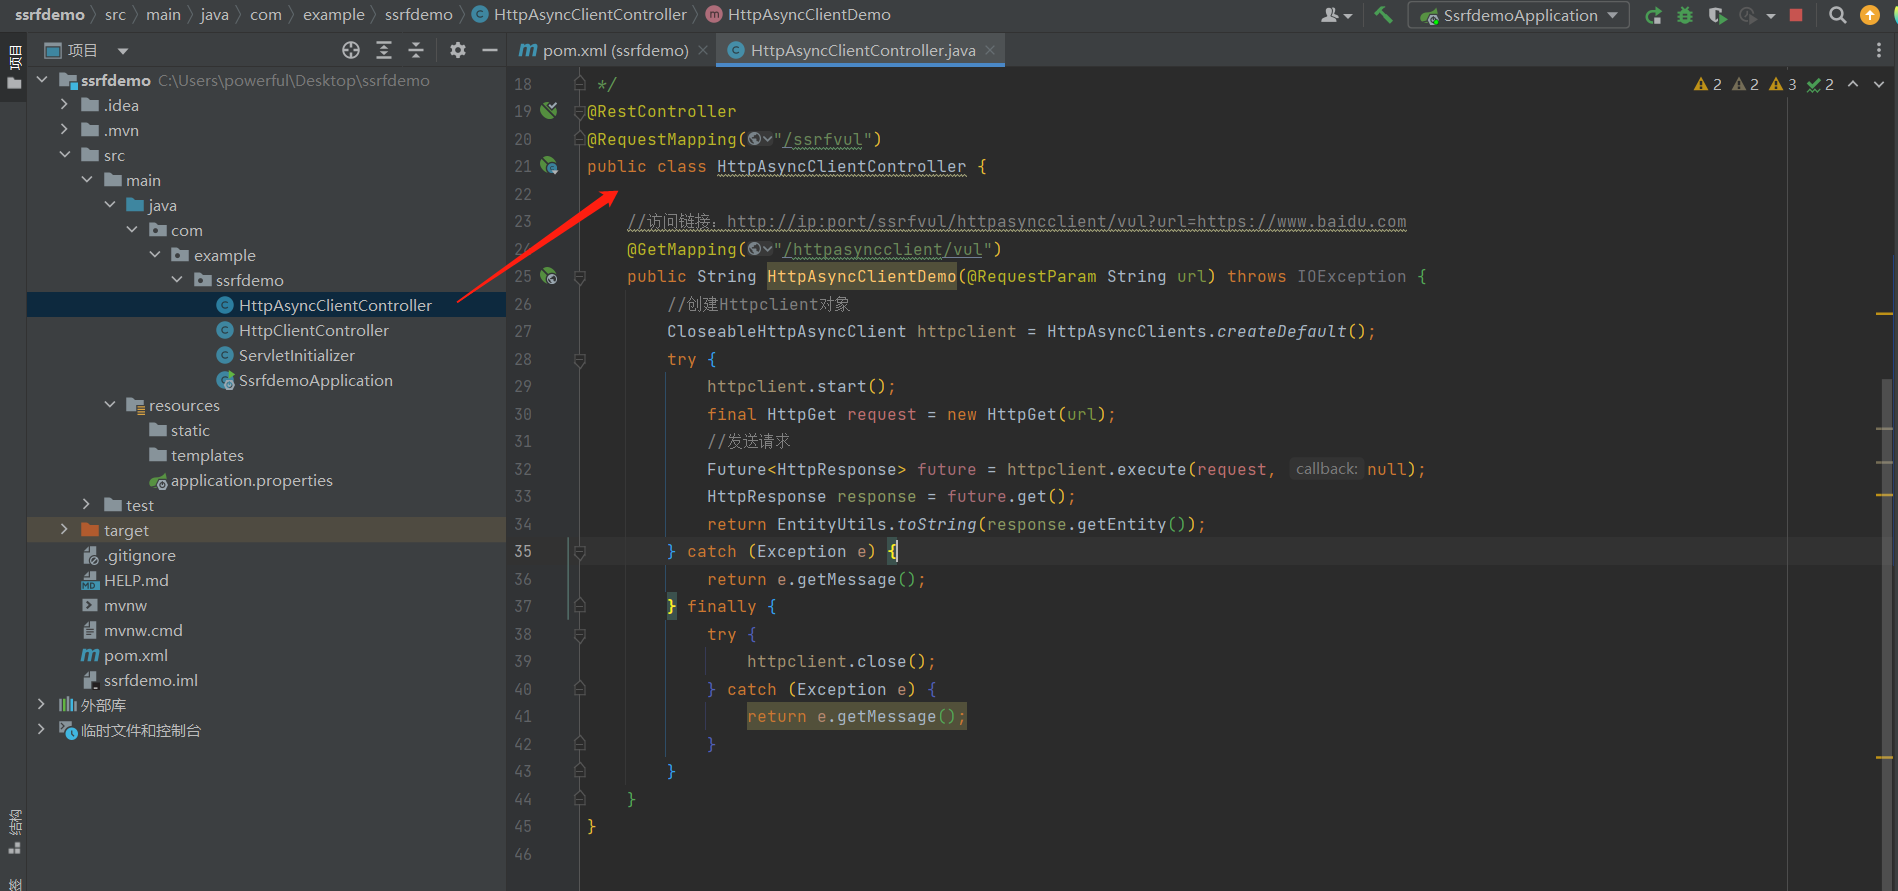 ssrfdemo src main java com example ssrfdemo HttpAsyncClientController HttpAsyncClientDemo SsrfdemoApplication
项目 pom.xml (ssrfdemo) HttpAsyncClientController.java
项目
结构
ssrfdemo C:\Users\powerful\Desktop\ssrfdemo
.idea
.mvn
src
main
java
com
example
ssrfdemo
HttpAsyncClientController
HttpClientController
ServletInitializer
SsrfdemoApplication
resources
static
templates
application.properties
test
target
.gitignore
HELP.md
mvnw
mvnw.cmd
pom.xml
ssrfdemo.iml
外部库
临时文件和控制台
2 2 3 2
18 */
19 @RestController
20 @RequestMapping("/ssrfvul")
21 public class HttpAsyncClientController {
22
23 //访问链接：http://ip:port/ssrfvul/httpasyncclient/vul?url=https://www.baidu.com
24 @GetMapping("/httpasyncclient/vul")
25 public String HttpAsyncClientDemo(@RequestParam String url) throws IOException {
26 //创建Httpclient对象
27 CloseableHttpAsyncClient httpclient = HttpAsyncClients.createDefault();
28 try {
29 httpclient.start();
30 final HttpGet request = new HttpGet(url);
31 //发送请求
32 Future<HttpResponse> future = httpclient.execute(request, callback: null);
33 HttpResponse response = future.get();
34 return EntityUtils.toString(response.getEntity());
35 } catch (Exception e) {
36 return e.getMessage();
37 } finally {
38 try {
39 httpclient.close();
40 } catch (Exception e) {
41 return e.getMessage();
42 }
43 }
44 }
45 }
46